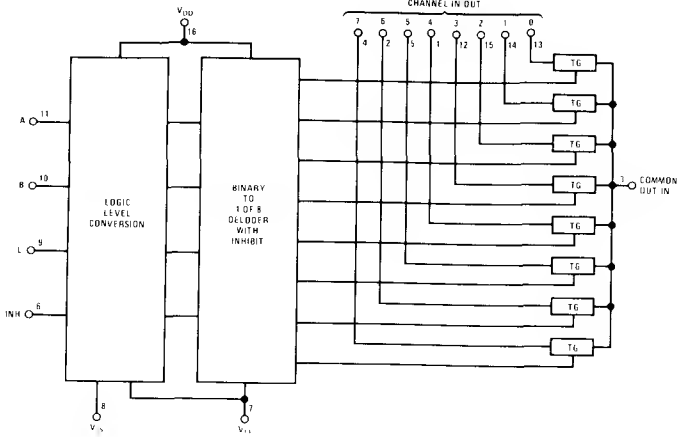 CHANNEL IN OUT
7 6 5 4 3 2 1 0
4 2 5 1 12 15 14 13
VDD
16
TG
TG
TG
TG
TG
TG
TG
TG
A 11
B 10
L 9
INH 6
LOGIC
LEVEL
CONVERSION
BINARY
TO
1 OF 8
DECODER
WITH
INHIBIT
COMMON
OUT IN
8
7